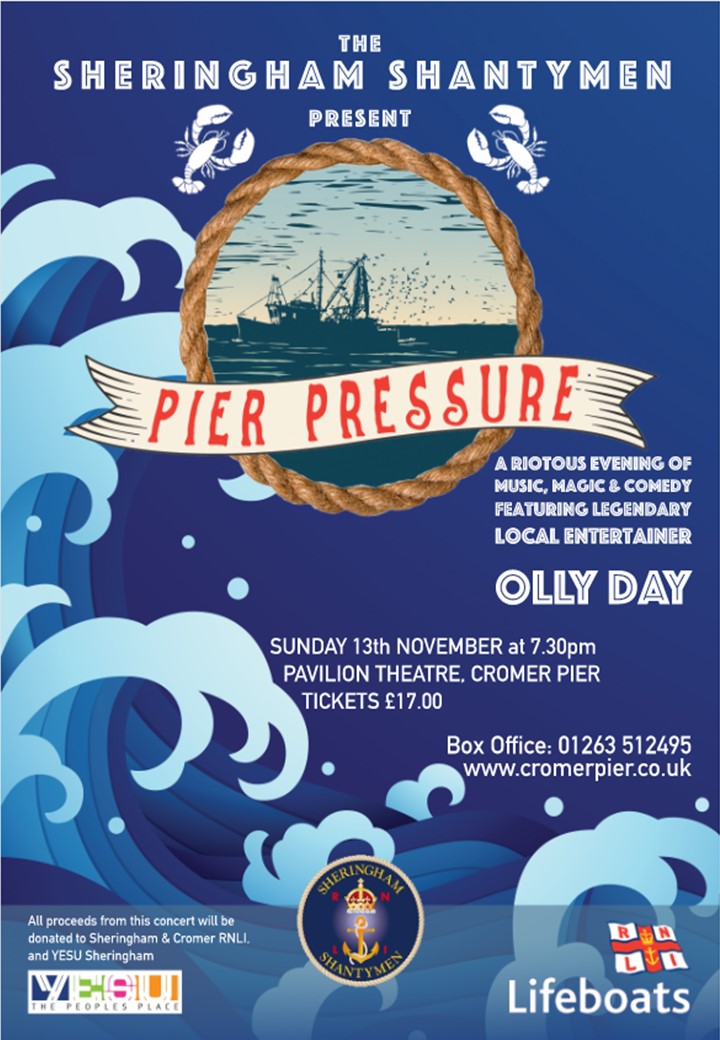 THE
SHERINGHAM SHANTYMEN
PRESENT
PIER PRESSURE
A RIOTOUS EVENING OF
MUSIC, MAGIC & COMEDY
FEATURING LEGENDARY
LOCAL ENTERTAINER
OLLY DAY
SUNDAY 13th NOVEMBER at 7.30pm
PAVILION THEATRE, CROMER PIER
TICKETS £17.00
Box Office: 01263 512495
www.cromerpier.co.uk
All proceeds from this concert will be
donated to Sheringham & Cromer RNLI.
and YESU Sheringham
YESU
THE PEOPLES PLACE
SHERINGHAM
R N
L I
SHANTYMEN
R N
L I
Lifeboats